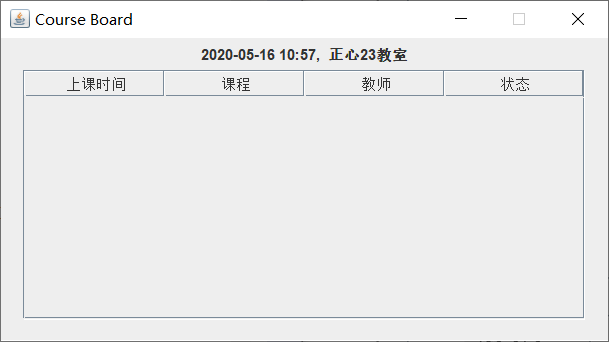 Course Board
2020-05-16 10:57, 正心23教室
上课时间 课程 教师 状态